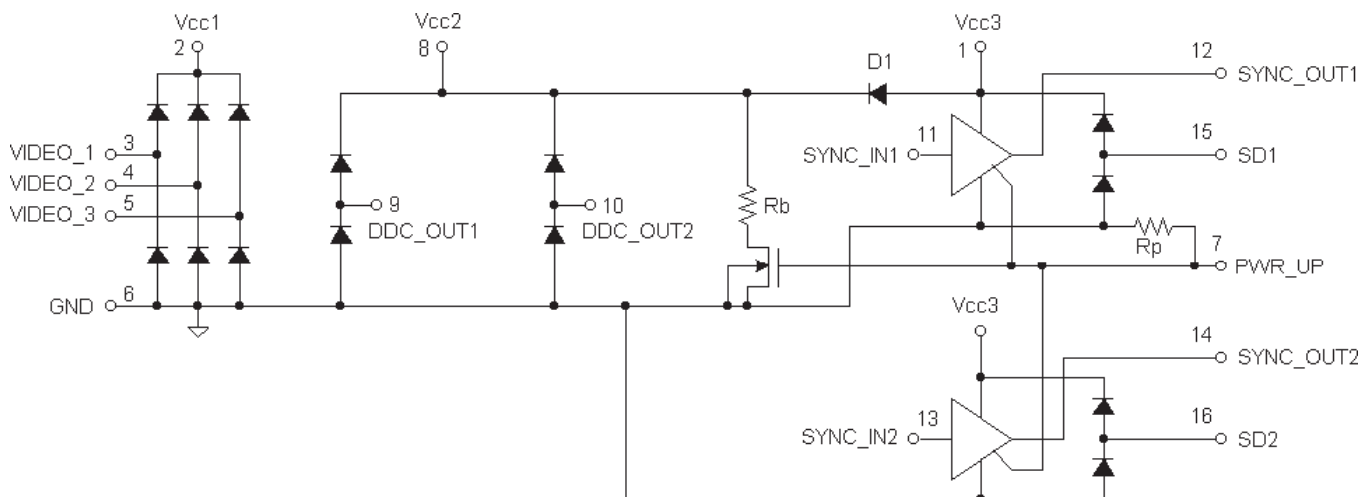 Vcc1
2
Vcc2
8
Vcc3
1
D1
12
SYNC_OUT1
VIDEO_1
3
VIDEO_2
4
VIDEO_3
5
SYNC_IN1
11
15
SD1
9
DDC_OUT1
10
DDC_OUT2
Rb
Rp
7
PWR_UP
GND
6
Vcc3
14
SYNC_OUT2
SYNC_IN2
13
16
SD2